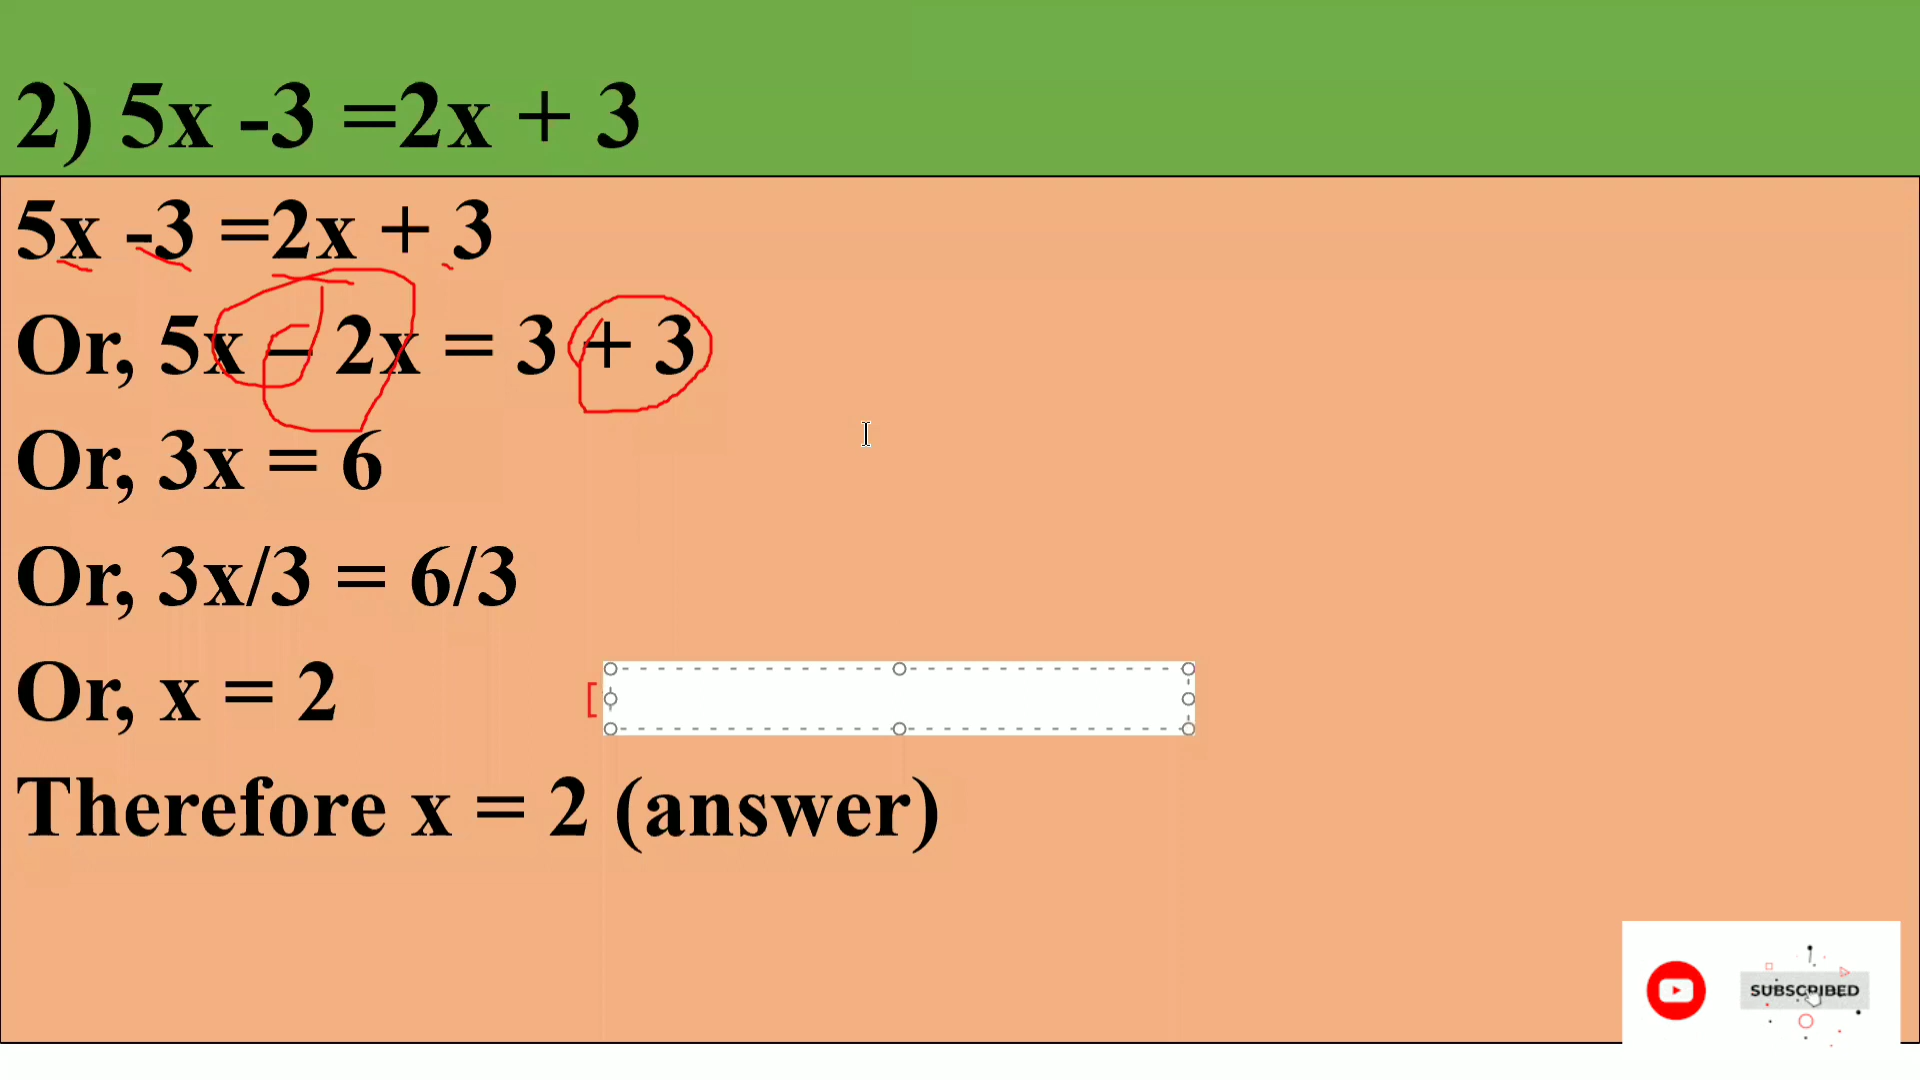 2) 5x -3 =2x + 3
5x -3 =2x + 3
Or, 5x – 2x = 3 + 3
Or, 3x = 6
Or, 3x/3 = 6/3
Or, x = 2 [
Therefore x = 2 (answer)
SUBSCRIBED